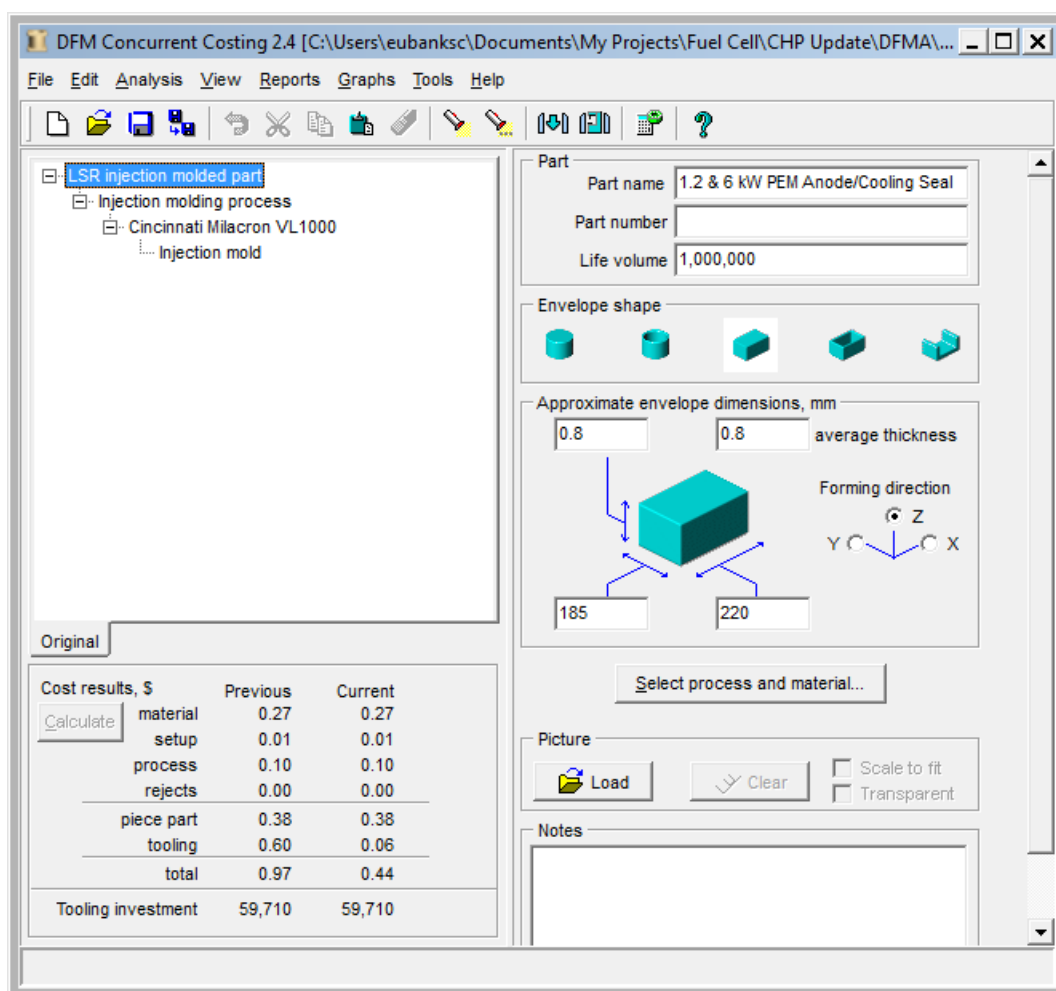 DFM Concurrent Costing 2.4 [C:\Users\eubanksc\Documents\My Projects\Fuel Cell\CHP Update\DFMA\...
File Edit Analysis View Reports Graphs Tools Help
LSR injection molded part
Injection molding process
Cincinnati Milacron VL1000
Injection mold
Original
Cost results, $ Previous Current
Calculate
material 0.27 0.27
setup 0.01 0.01
process 0.10 0.10
rejects 0.00 0.00
piece part 0.38 0.38
tooling 0.60 0.06
total 0.97 0.44
Tooling investment 59,710 59,710
Part
Part name 1.2 & 6 kW PEM Anode/Cooling Seal
Part number
Life volume 1,000,000
Envelope shape
Approximate envelope dimensions, mm
0.8 0.8 average thickness
Forming direction
Z
Y X
185 220
Select process and material...
Picture
Load Clear Scale to fit
Transparent
Notes